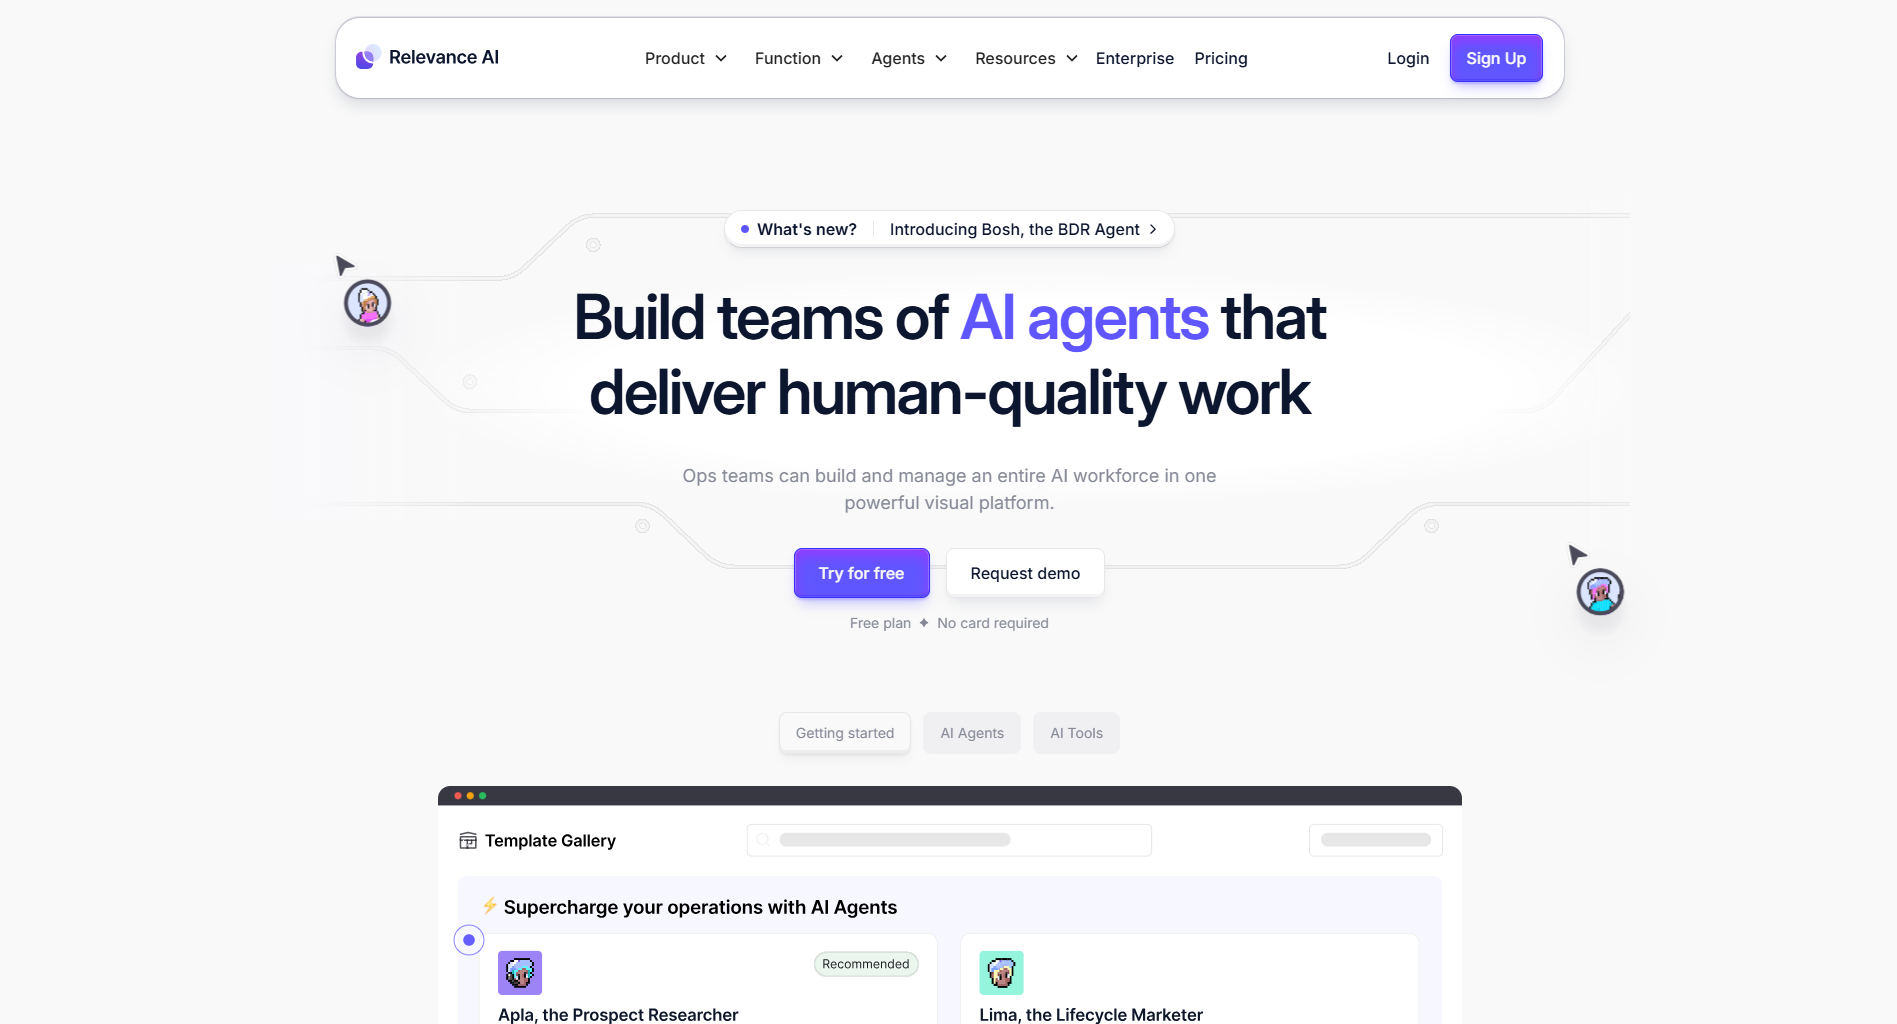 Relevance AI
Product
Function
Agents
Resources
Enterprise
Pricing
Login
Sign Up
What's new?
Introducing Bosh, the BDR Agent
Build teams of AI agents that
deliver human-quality work
Ops teams can build and manage an entire AI workforce in one
powerful visual platform.
Try for free
Request demo
Free plan ✦ No card required
Getting started
AI Agents
AI Tools
Template Gallery
⚡ Supercharge your operations with AI Agents
Recommended
Apla, the Prospect Researcher
Lima, the Lifecycle Marketer